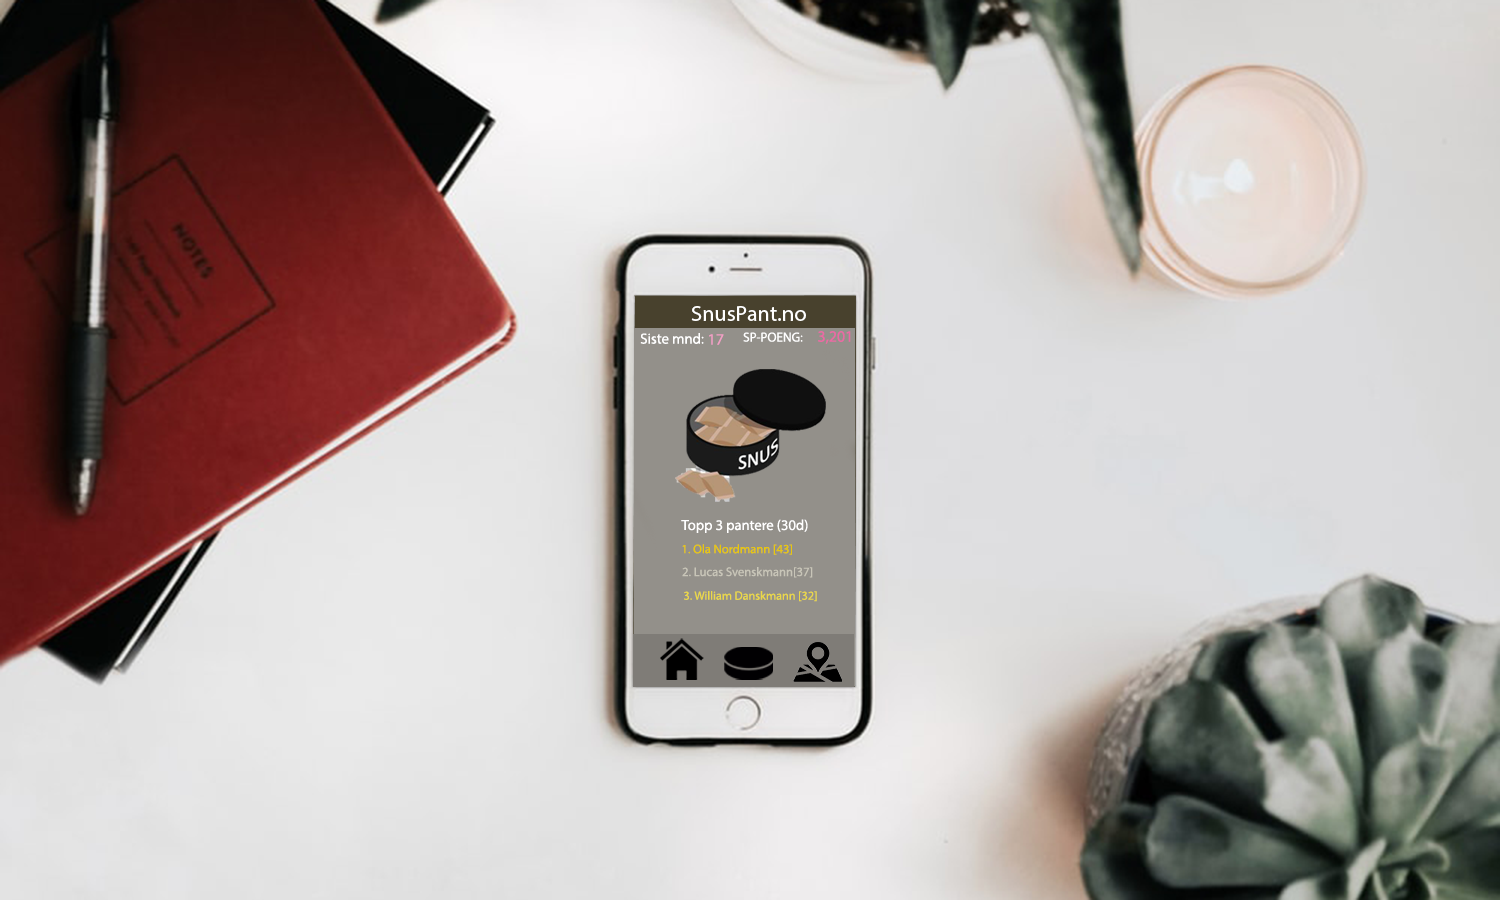 NOTES
SnusPant.no
Siste mnd: 17 SP-POENG: 3,201
SNUS
Topp 3 pantere (30d)
1. Ola Nordmann [43]
2. Lucas Svenskmann[37]
3. William Danskmann [32]